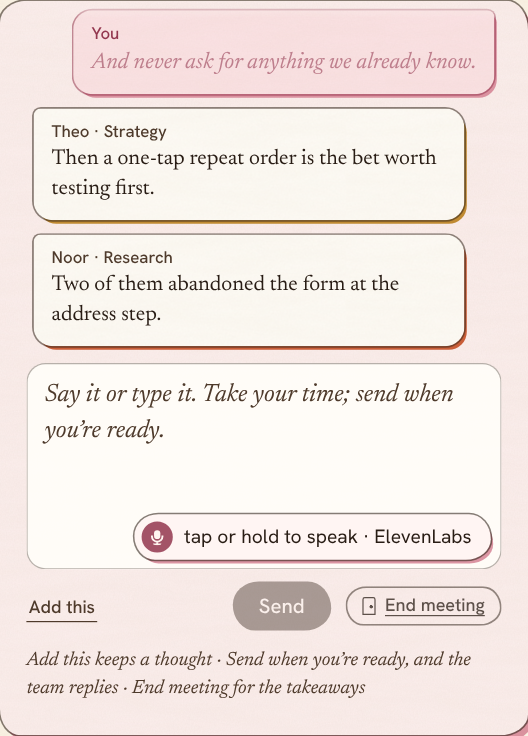 You
And never ask for anything we already know.
Theo · Strategy
Then a one-tap repeat order is the bet worth
testing first.
Noor · Research
Two of them abandoned the form at the
address step.
Say it or type it. Take your time; send when
you’re ready.
tap or hold to speak · ElevenLabs
Add this
Send
End meeting
Add this keeps a thought · Send when you’re ready, and the
team replies · End meeting for the takeaways